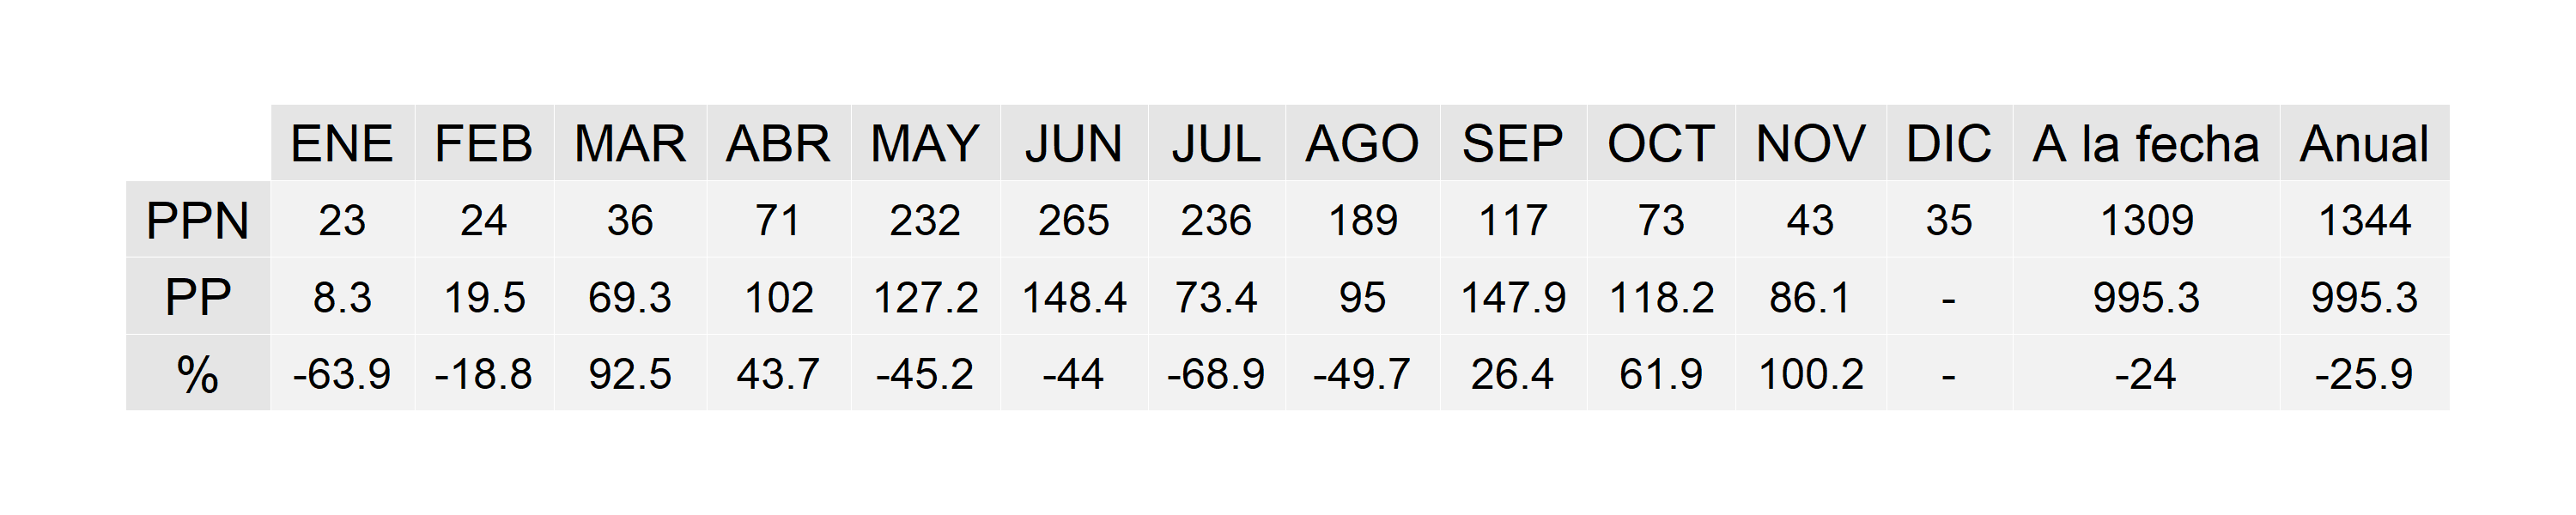 ENE FEB MAR ABR MAY JUN JUL AGO SEP OCT NOV DIC A la fecha Anual
PPN 23 24 36 71 232 265 236 189 117 73 43 35 1309 1344
PP 8.3 19.5 69.3 102 127.2 148.4 73.4 95 147.9 118.2 86.1 - 995.3 995.3
% -63.9 -18.8 92.5 43.7 -45.2 -44 -68.9 -49.7 26.4 61.9 100.2 - -24 -25.9